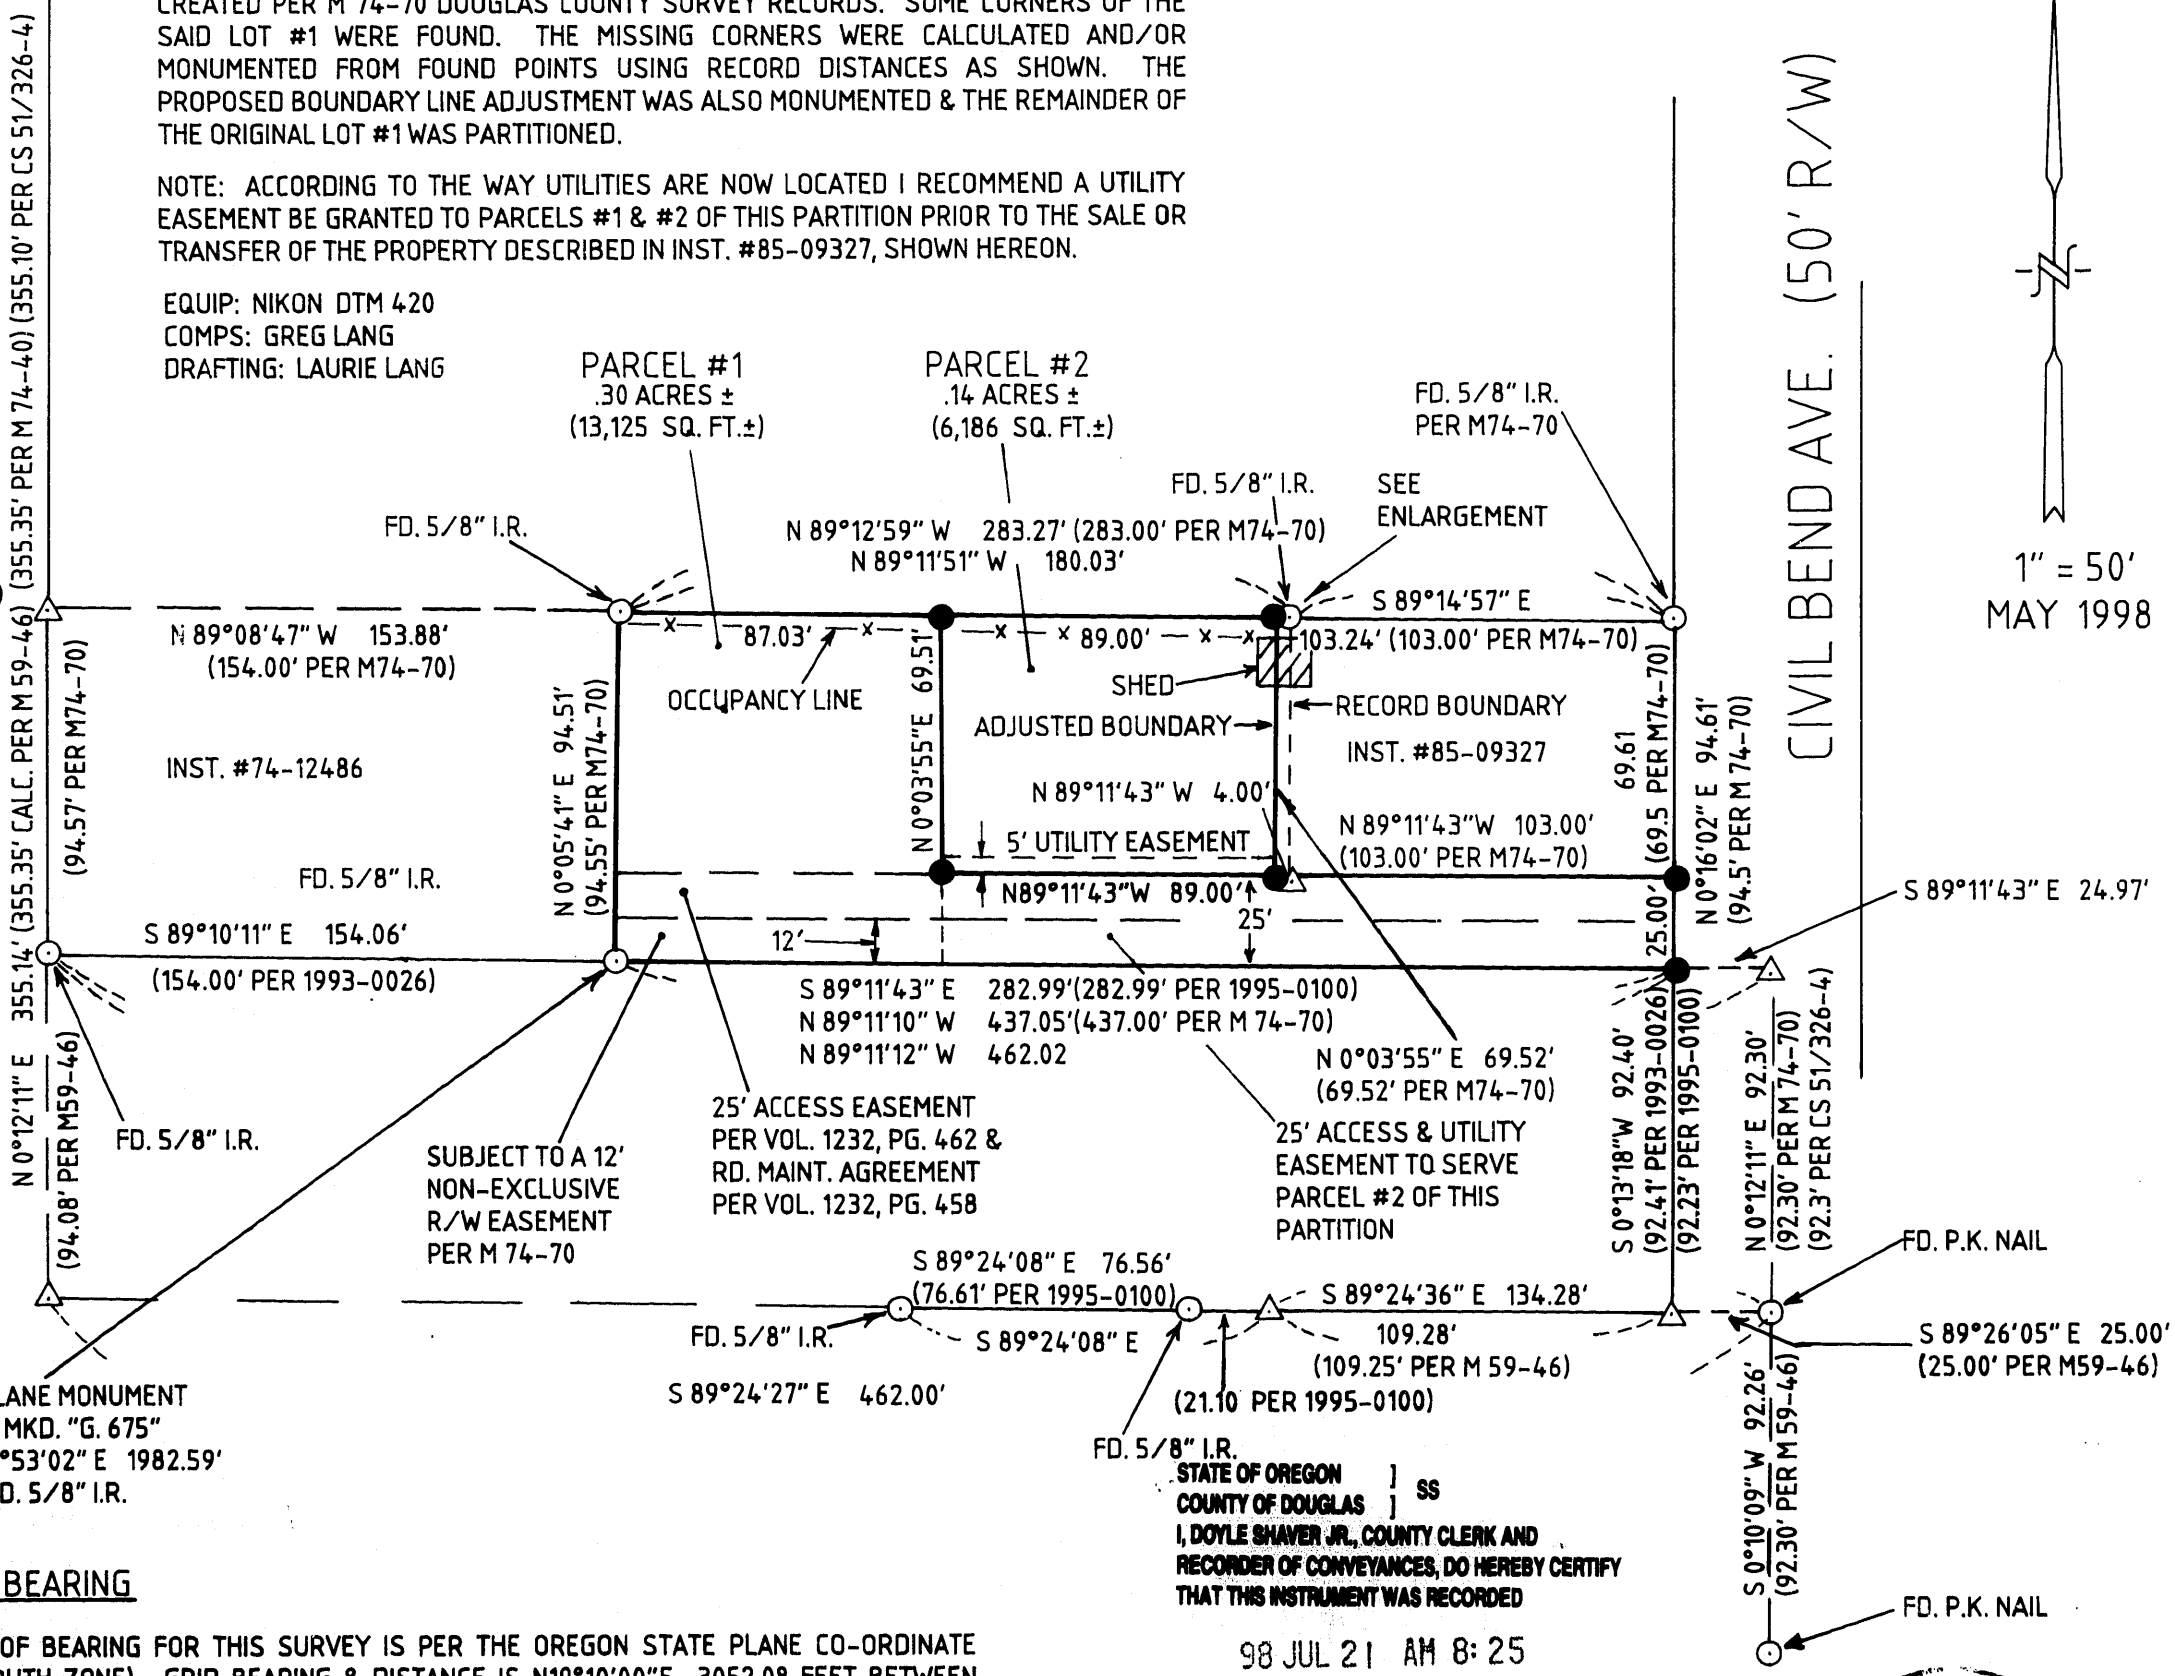 CREATED PER M 74-70 DOUGLAS COUNTY SURVEY RECORDS. SOME CORNERS OF THE
SAID LOT #1 WERE FOUND. THE MISSING CORNERS WERE CALCULATED AND/OR
MONUMENTED FROM FOUND POINTS USING RECORD DISTANCES AS SHOWN. THE
PROPOSED BOUNDARY LINE ADJUSTMENT WAS ALSO MONUMENTED & THE REMAINDER OF
THE ORIGINAL LOT #1 WAS PARTITIONED.
NOTE: ACCORDING TO THE WAY UTILITIES ARE NOW LOCATED I RECOMMEND A UTILITY
EASEMENT BE GRANTED TO PARCELS #1 & #2 OF THIS PARTITION PRIOR TO THE SALE OR
TRANSFER OF THE PROPERTY DESCRIBED IN INST. #85-09327, SHOWN HEREON.
EQUIP: NIKON DTM 420
COMPS: GREG LANG
DRAFTING: LAURIE LANG
PARCEL #1
.30 ACRES ±
(13,125 SQ. FT.±)
PARCEL #2
.14 ACRES ±
(6,186 SQ. FT.±)
FD. 5/8" I.R.
PER M74-70
FD. 5/8" I.R.
SEE
ENLARGEMENT
FD. 5/8" I.R.
N 89°12'59" W 283.27' (283.00' PER M74-70)
N 89°11'51" W 180.03'
CIVIL BEND AVE. (50' R/W)
N
1" = 50'
MAY 1998
N 89°08'47" W 153.88'
(154.00' PER M74-70)
87.03'
89.00'
S 89°14'57" E
103.24' (103.00' PER M74-70)
OCCUPANCY LINE
SHED
ADJUSTED BOUNDARY
RECORD BOUNDARY
INST. #85-09327
INST. #74-12486
355.14' (355.35' CALC. PER M 59-46) (355.35' PER M 74-40) (355.10' PER CS 51/326-4)
N 0°12'11" E
(94.57' PER M74-70)
(94.08' PER M59-46)
N 0°05'41" E 94.51'
(94.55' PER M74-70)
N 0°03'55"E 69.51'
N 89°11'43" W 4.00'
5' UTILITY EASEMENT
N 89°11'43"W 103.00'
(103.00' PER M74-70)
69.61
(69.5 PER M74-70)
25.00'
N 0°16'02" E 94.61'
(94.5' PER M 74-70)
FD. 5/8" I.R.
N89°11'43"W 89.00'
25'
12'
S 89°11'43" E 24.97'
S 89°10'11" E 154.06'
(154.00' PER 1993-0026)
S 89°11'43" E 282.99'(282.99' PER 1995-0100)
N 89°11'10" W 437.05'(437.00' PER M 74-70)
N 89°11'12" W 462.02
N 0°03'55" E 69.52'
(69.52' PER M74-70)
S 0°13'18"W 92.40'
(92.41' PER 1993-0026)
(92.23' PER 1995-0100)
N 0°12'11" E 92.30'
(92.30' PER M 74-70)
(92.3' PER CS 51/326-4)
FD. 5/8" I.R.
SUBJECT TO A 12'
NON-EXCLUSIVE
R/W EASEMENT
PER M 74-70
25' ACCESS EASEMENT
PER VOL. 1232, PG. 462 &
RD. MAINT. AGREEMENT
PER VOL. 1232, PG. 458
25' ACCESS & UTILITY
EASEMENT TO SERVE
PARCEL #2 OF THIS
PARTITION
FD. P.K. NAIL
S 89°24'08" E 76.56'
(76.61' PER 1995-0100)
S 89°24'36" E 134.28'
FD. 5/8" I.R.
S 89°24'08" E
109.28'
(109.25' PER M 59-46)
S 89°26'05" E 25.00'
(25.00' PER M59-46)
S 89°24'27" E 462.00'
(21.10 PER 1995-0100)
FD. 5/8" I.R.
S 0°10'09" W 92.26'
(92.30' PER M 59-46)
LANE MONUMENT
MKD. "G. 675"
°53'02" E 1982.59'
D. 5/8" I.R.
STATE OF OREGON ]
COUNTY OF DOUGLAS ] SS
I, DOYLE SHAVER JR., COUNTY CLERK AND
RECORDER OF CONVEYANCES, DO HEREBY CERTIFY
THAT THIS INSTRUMENT WAS RECORDED
98 JUL 21 AM 8:25
FD. P.K. NAIL
BEARING
OF BEARING FOR THIS SURVEY IS PER THE OREGON STATE PLANE CO-ORDINATE